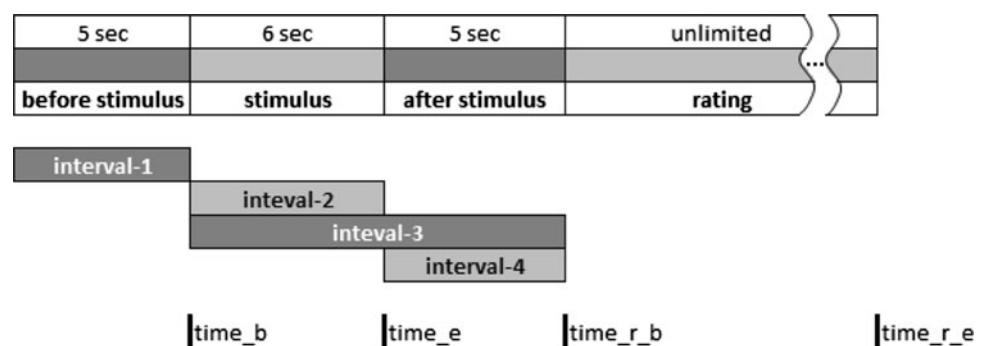 5 sec 6 sec 5 sec unlimited
...
before stimulus stimulus after stimulus rating
interval-1
inteval-2
inteval-3
interval-4
time_b time_e time_r_b time_r_e